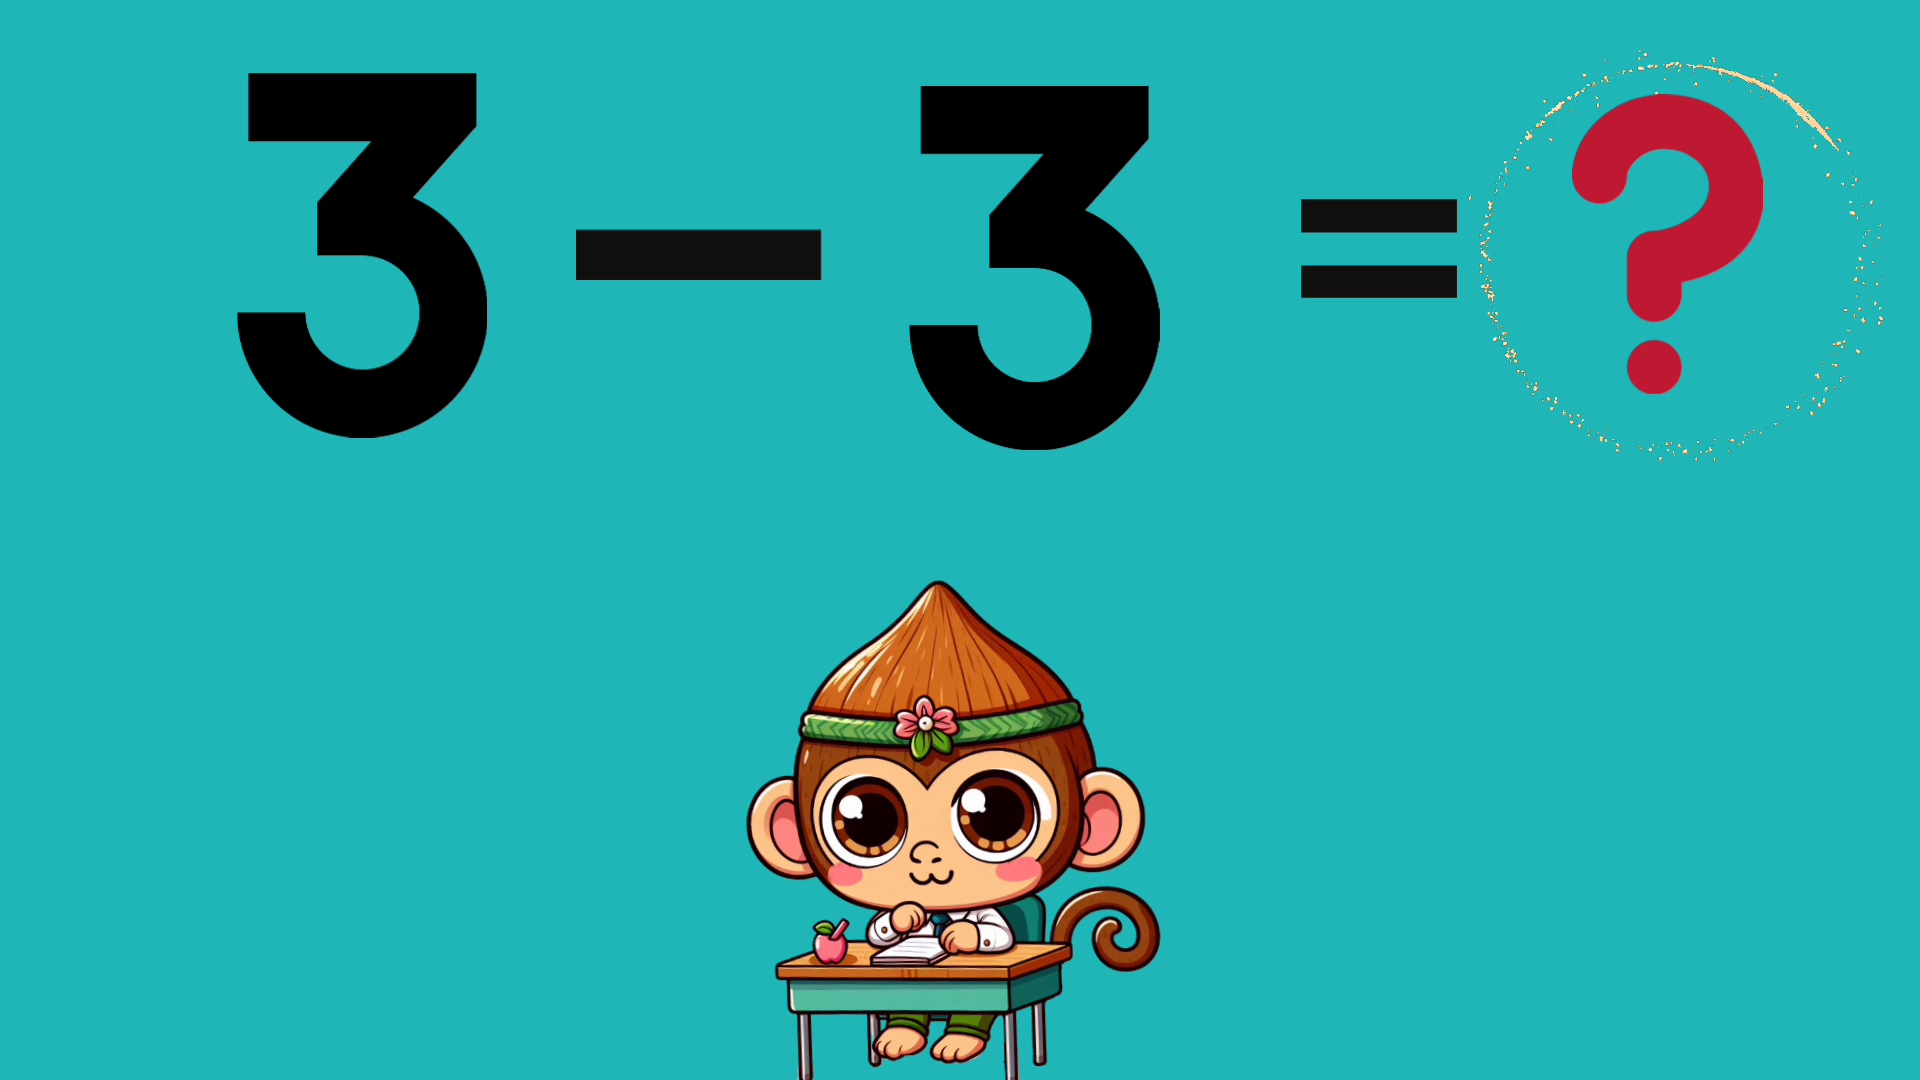 3 – 3 = ?